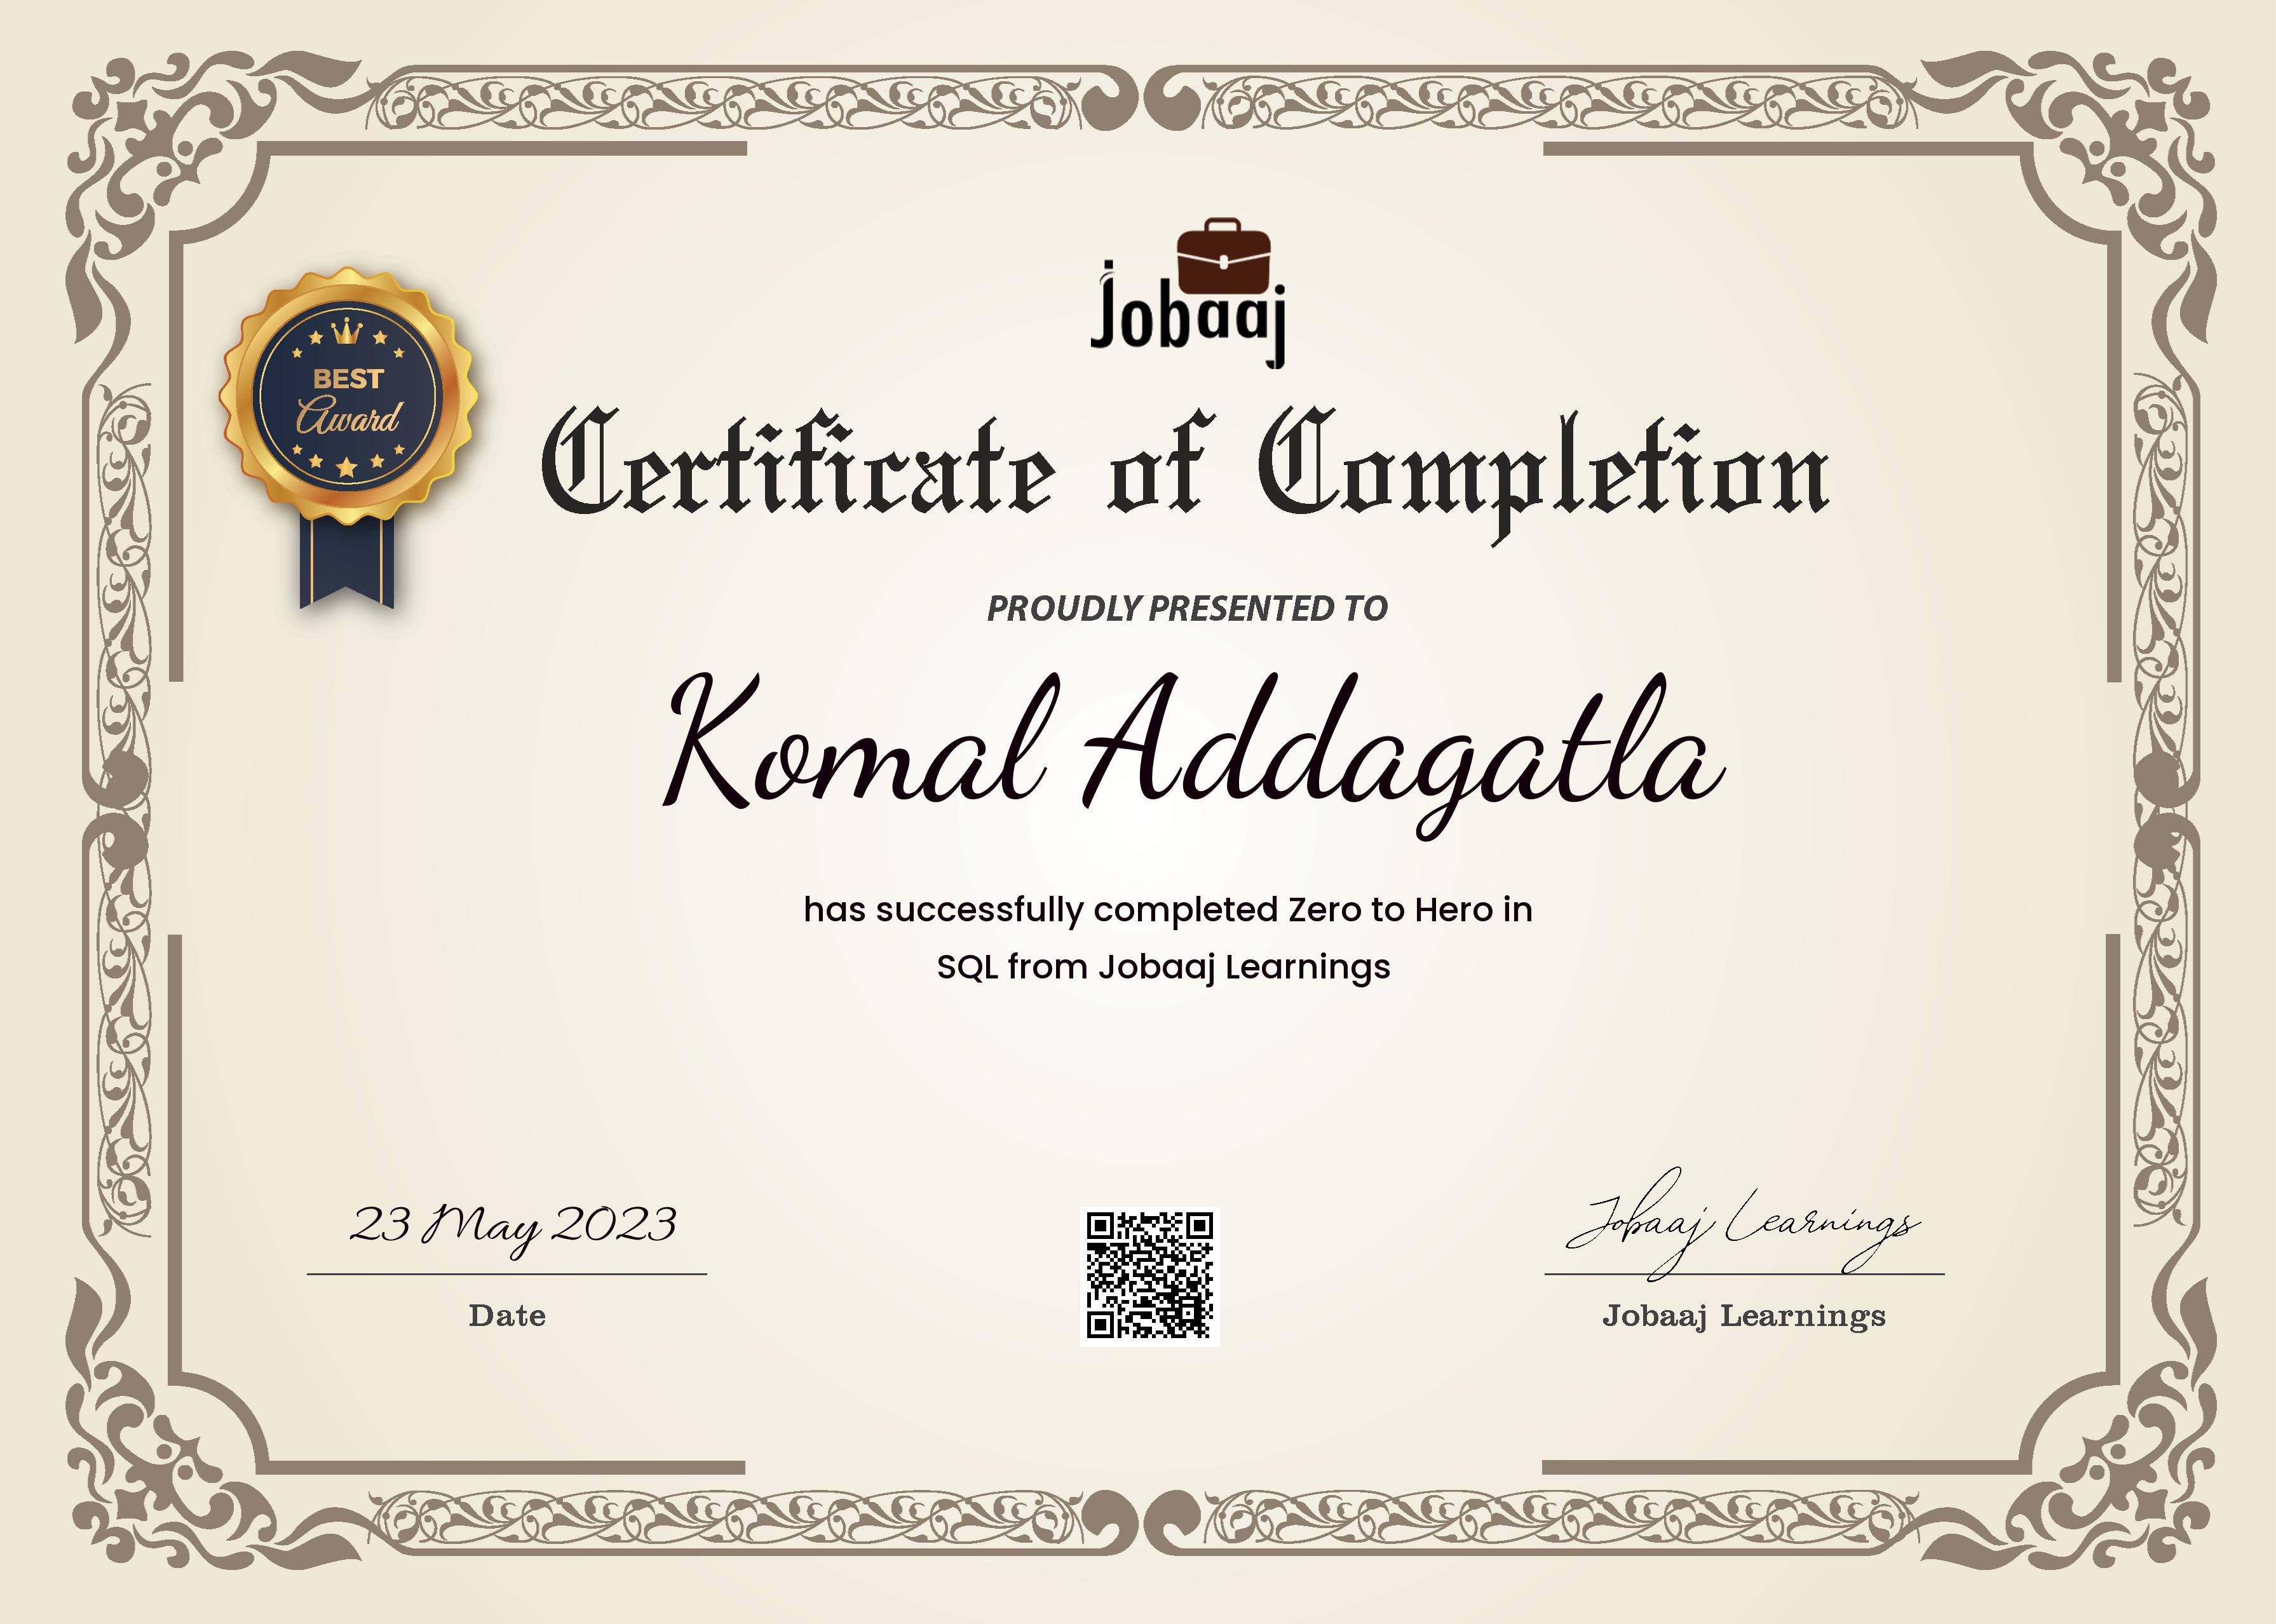 jobaaj
BEST
Award
Certificate of Completion
PROUDLY PRESENTED TO
Komal Addagatla
has successfully completed Zero to Hero in
SQL from Jobaaj Learnings
23 May 2023
Date
Jobaaj Learnings
Jobaaj Learnings